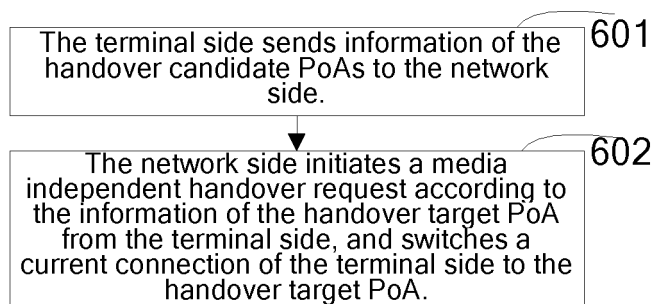 The terminal side sends information of the
handover candidate PoAs to the network
side.
601
The network side initiates a media
independent handover request according to
the information of the handover target PoA
from the terminal side, and switches a
current connection of the terminal side to the
handover target PoA.
602